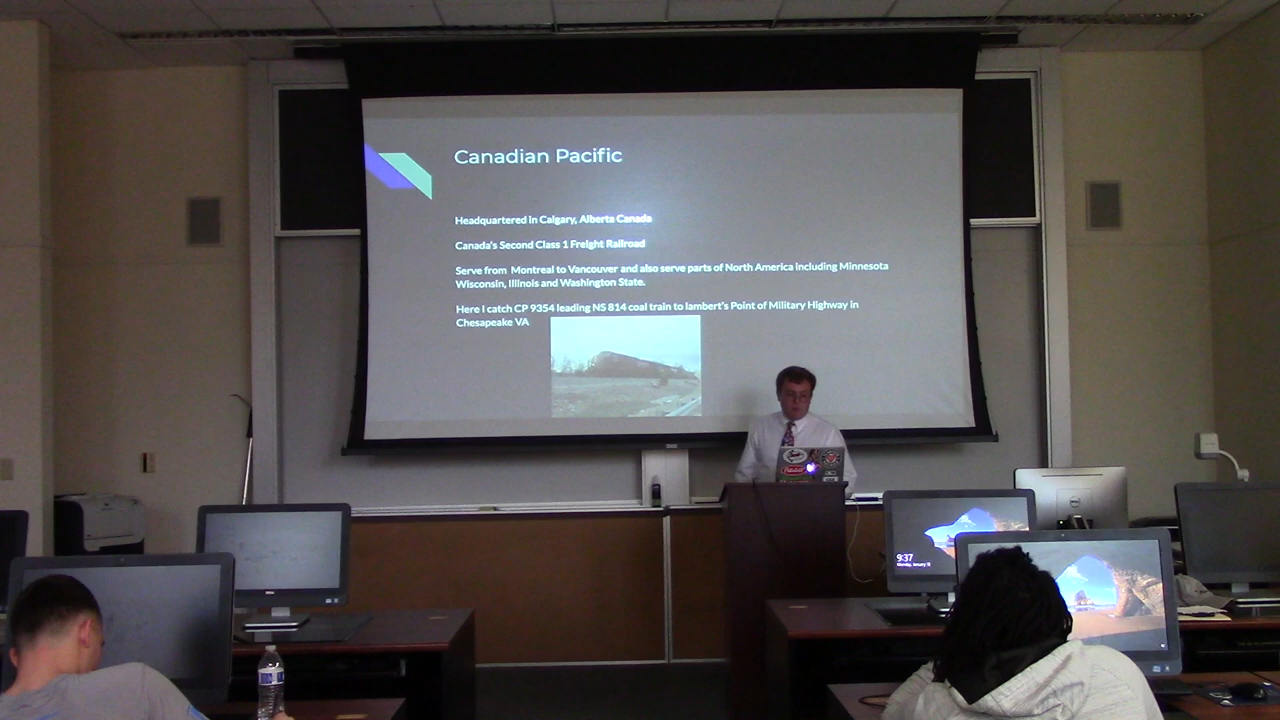 Canadian Pacific
Headquartered in Calgary, Alberta Canada
Canada's Second Class 1 Freight Railroad
Serve from Montreal to Vancouver and also serve parts of North America including Minnesota
Wisconsin, Illinois and Washington State.
Here I catch CP 9354 leading NS 814 coal train to lambert's Point of Military Highway in
Chesapeake VA
9:37
DELL